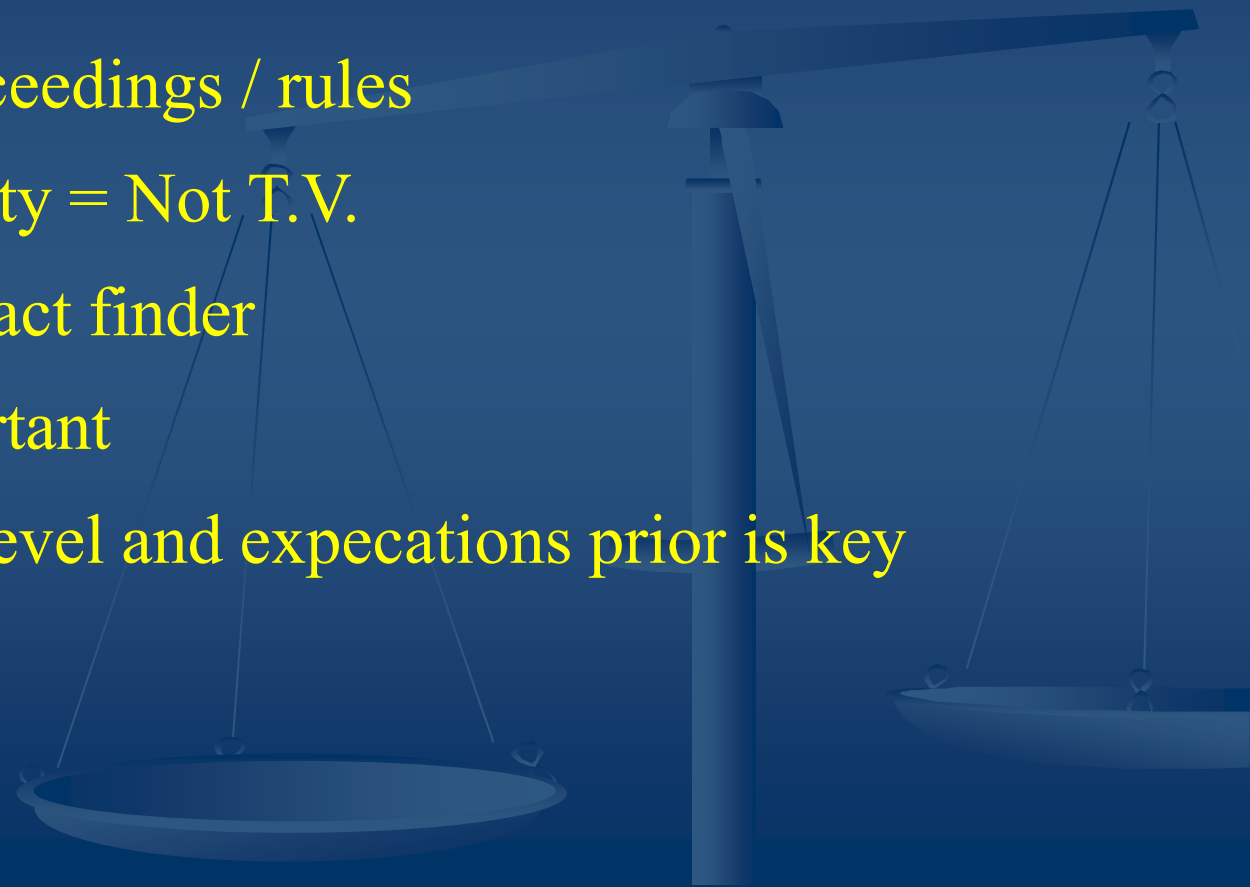 ceedings / rules
ty = Not T.V.
act finder
rtant
evel and expecations prior is key